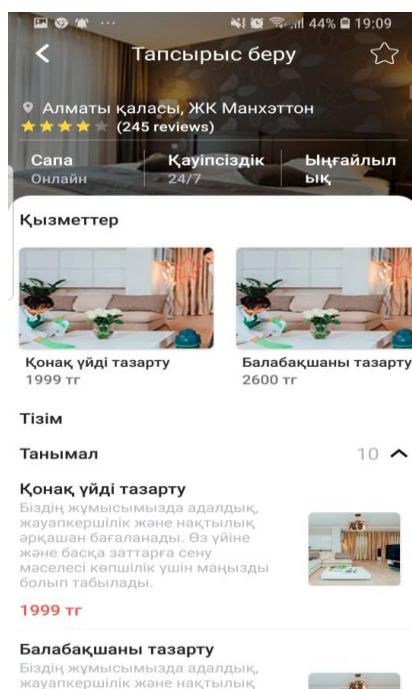 44% 19:09
Тапсырыс беру
Алматы қаласы, ЖК Манхэттон
(245 reviews)
Сапа Қауіпсіздік Ыңғайлыл
Онлайн 24/7 ық
Қызметтер
Қонақ үйді тазарту Балабақшаны тазарту
1999 тг 2600 тг
Тізім
Танымал 10
Қонақ үйді тазарту
Біздің жұмысымызда адалдық,
жауапкершілік және нақтылық
әрқашан бағаланады. Өз үйіне
және басқа заттарға сену
мәселесі көпшілік үшін маңызды
болып табылады.
1999 тг
Балабақшаны тазарту
Біздің жұмысымызда адалдық,
жауапкершілік және нақтылық